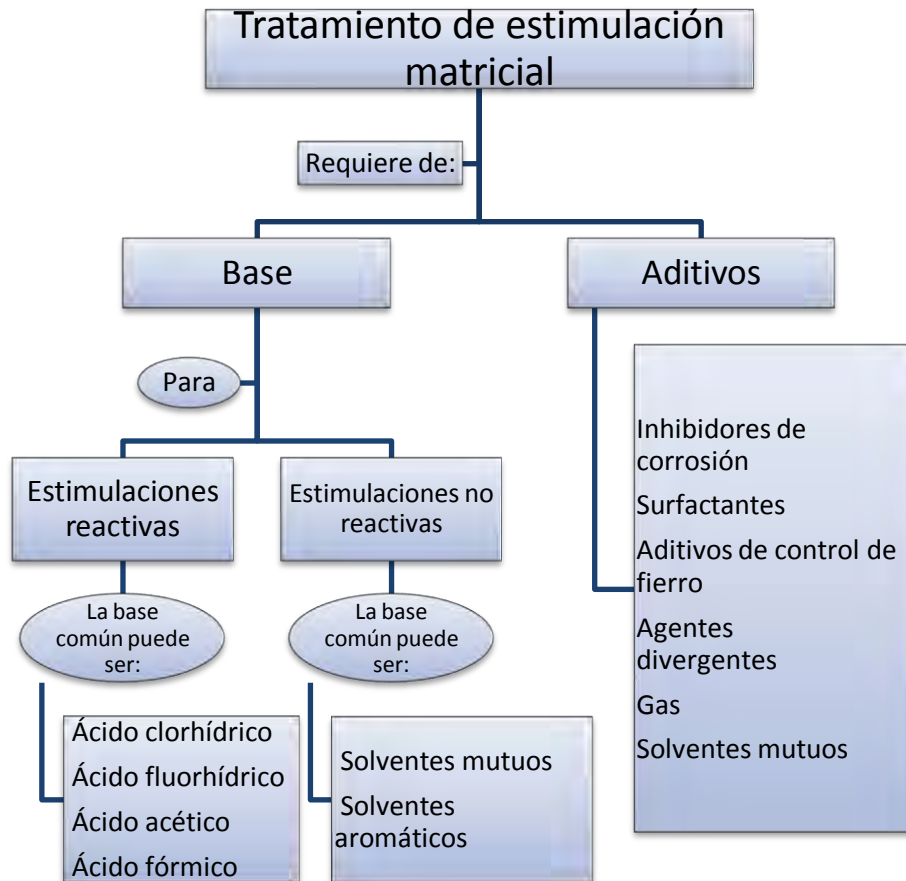 Tratamiento de estimulación
matricial
Requiere de:
Base
Aditivos
Para
Estimulaciones
reactivas
Estimulaciones no
reactivas
La base
común puede
ser:
La base
común puede
ser:
Ácido clorhídrico
Ácido fluorhídrico
Ácido acético
Ácido fórmico
Solventes mutuos
Solventes
aromáticos
Inhibidores de
corrosión
Surfactantes
Aditivos de control de
fierro
Agentes
divergentes
Gas
Solventes mutuos